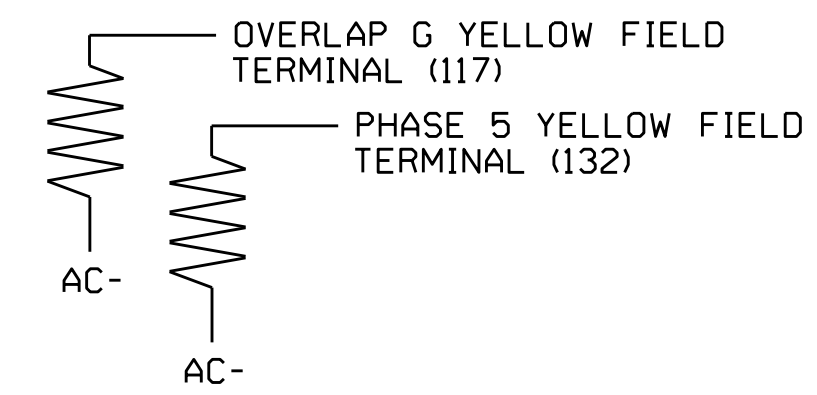 OVERLAP G YELLOW FIELD
TERMINAL (117)
PHASE 5 YELLOW FIELD
TERMINAL (132)
AC-
AC-